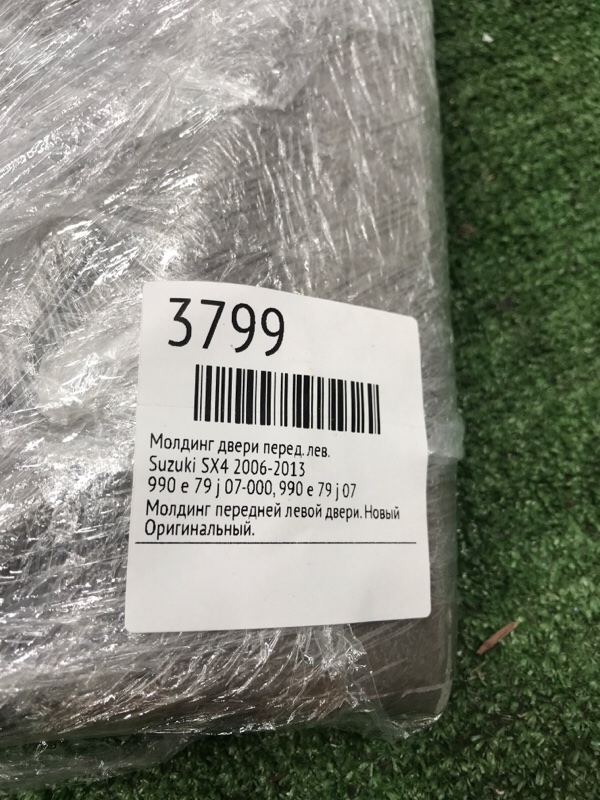 3799
Молдинг двери перед. лев.
Suzuki SX4 2006-2013
990 e 79 j 07-000, 990 e 79 j 07
Молдинг передней левой двери. Новый
Оригинальный.